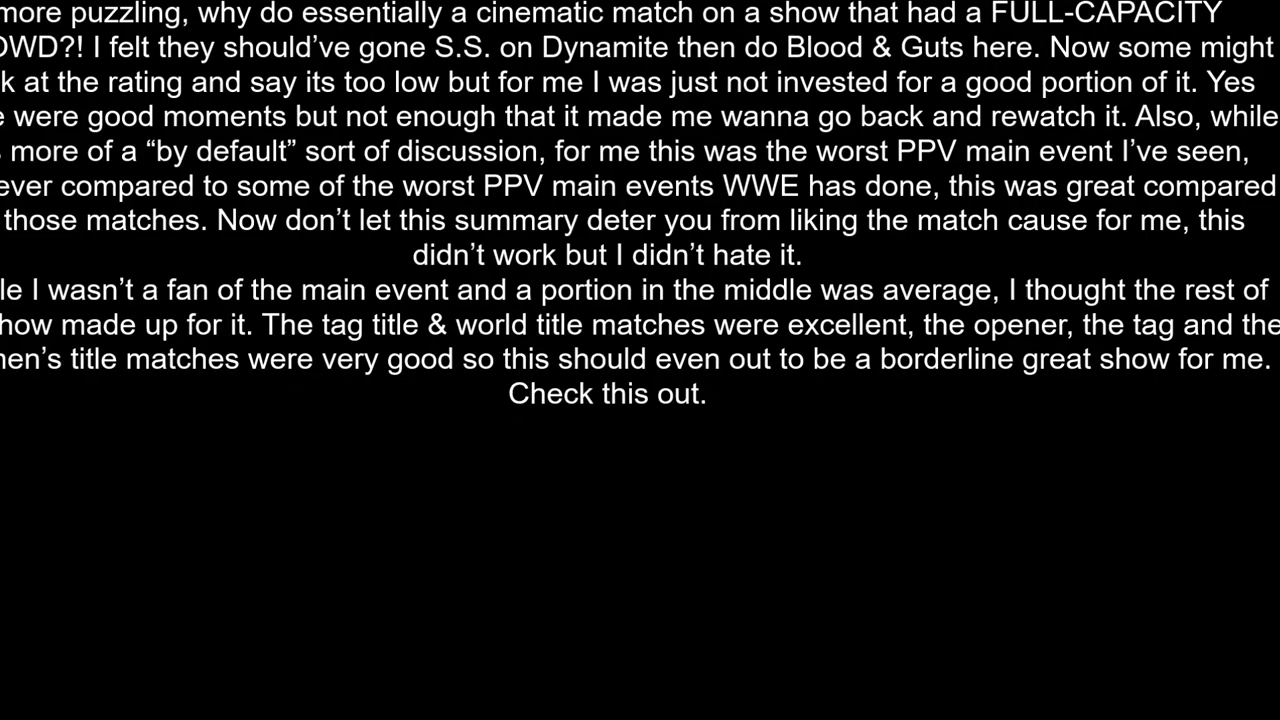 more puzzling, why do essentially a cinematic match on a show that had a FULL-CAPACITY
I felt they should've gone S.S. on Dynamite then do Blood & Guts here. Now some might
at the rating and say its too low but for me I was just not invested for a good portion of it. Yes
were good moments but not enough that it made me wanna go back and rewatch it. Also, while
more of a “by default” sort of discussion, for me this was the worst PPV main event I’ve seen,
compared to some of the worst PPV main events WWE has done, this was great compared
those matches. Now don’t let this summary deter you from liking the match cause for me, this
didn’t work but I didn’t hate it.
I wasn’t a fan of the main event and a portion in the middle was average, I thought the rest of
made up for it. The tag title & world title matches were excellent, the opener, the tag and the
title matches were very good so this should even out to be a borderline great show for me.
Check this out.